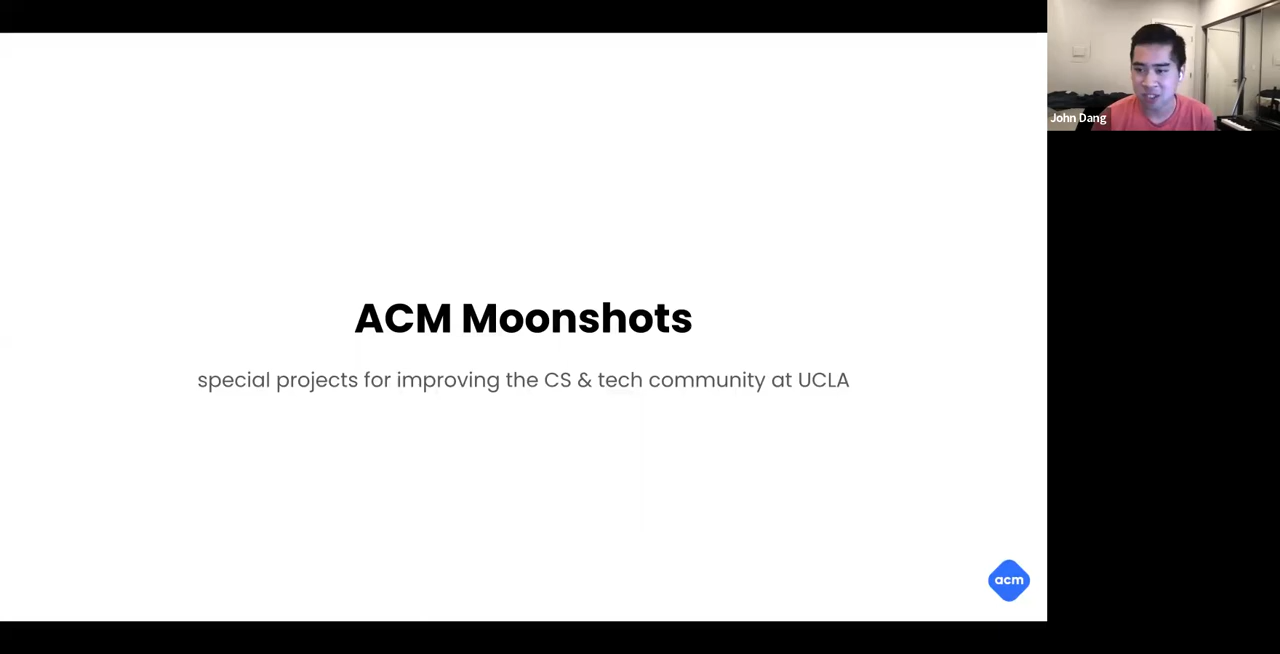 John Dang
ACM Moonshots
special projects for improving the CS & tech community at UCLA
acm